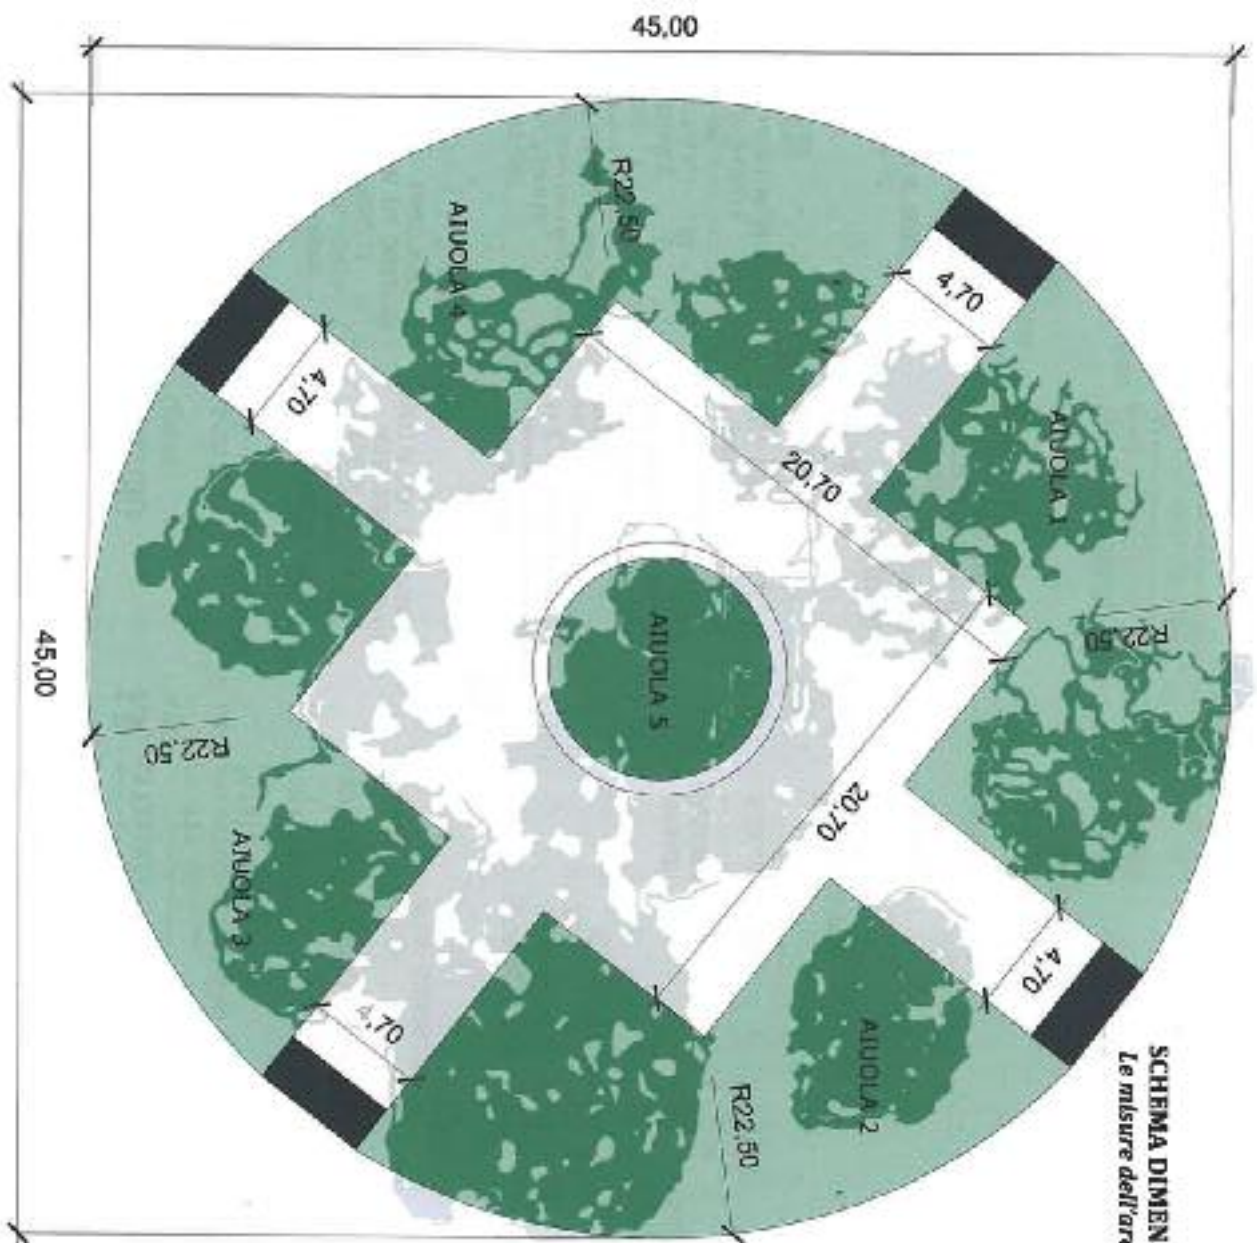 45,00
R22,50
AIUOLA 4
4,70
4,70
AIUOLA 1
20,70
R22,50
AIUOLA 5
45,00
R22,50
20,70
AIUOLA 3
4,70
4,70
AIUOLA 2
R22,50
SCHEMA DIMEN
Le misure dell'are